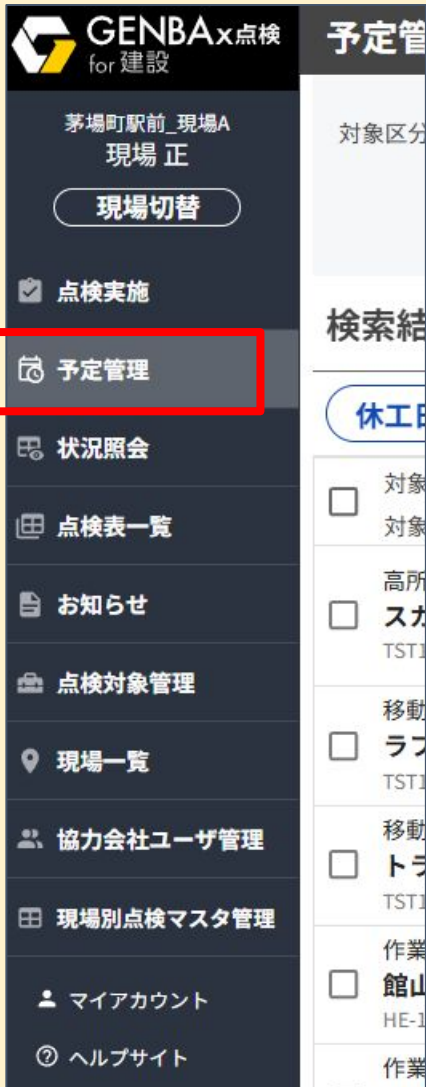 GENBAx点検
for 建設
茅場町駅前_現場A
現場 正
現場切替
点検実施
予定管理
状況照会
点検表一覧
お知らせ
点検対象管理
現場一覧
協力会社ユーザ管理
現場別点検マスタ管理
マイアカウント
ヘルプサイト
予定管
対象区分
検索結
休工日
対象
対象
高所
スカ
TST1
移動
ラフ
TST1
移動
トラ
TST1
作業
館山
HE-1
作業